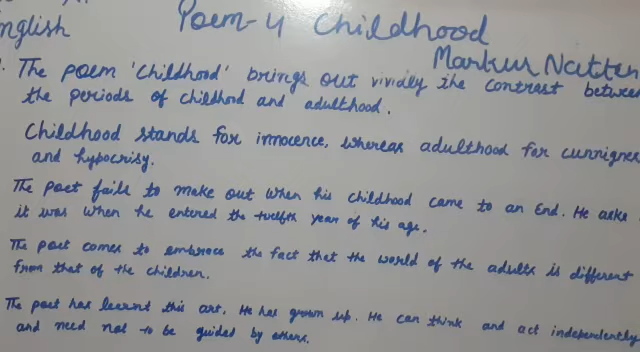 nglish
Poem-4 Childhood
Markus Natten
The poem 'Childhood' brings out vividly the contrast between
the periods of childhood and adulthood.
Childhood stands for innocence, whereas adulthood for cunningness
and hypocrisy.
The poet fails to make out when his childhood came to an End. He asks
it was when he entered the twelfth year of his age.
The poet comes to embrace the fact that the world of the adults is different
from that of the children.
The poet has learnt this art. He has grown up. He can think and act independently
and need not to be guided by others.